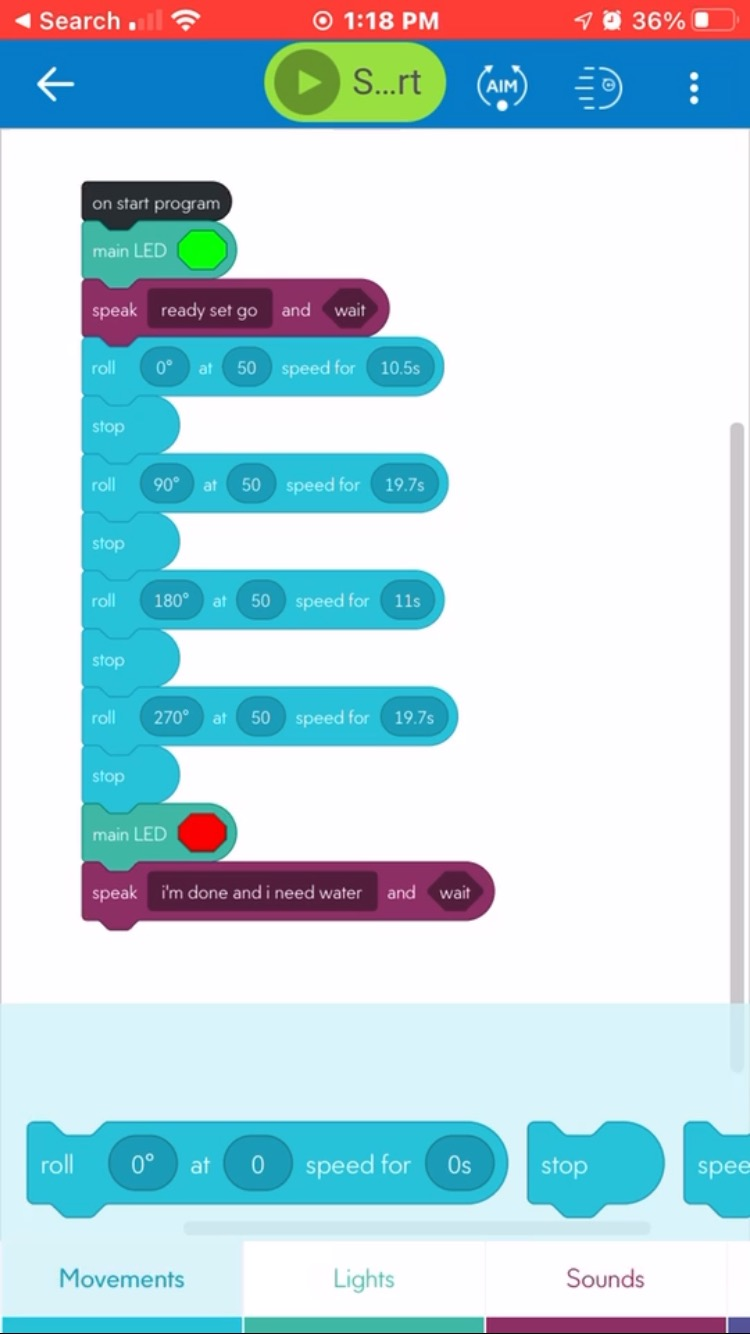 Search 1:18 PM 36%
S...rt AIM
on start program
main LED
speak ready set go and wait
roll 0° at 50 speed for 10.5s
stop
roll 90° at 50 speed for 19.7s
stop
roll 180° at 50 speed for 11s
stop
roll 270° at 50 speed for 19.7s
stop
main LED
speak i'm done and i need water and wait
roll 0° at 0 speed for 0s stop spee
Movements Lights Sounds